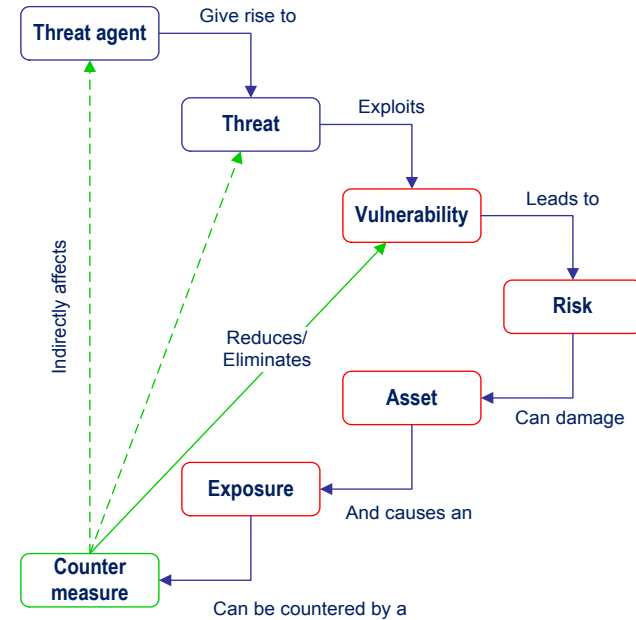 Threat agent
Give rise to
Threat
Exploits
Vulnerability
Leads to
Risk
Indirectly affects
Reduces/
Eliminates
Asset
Can damage
Exposure
And causes an
Counter
measure
Can be countered by a